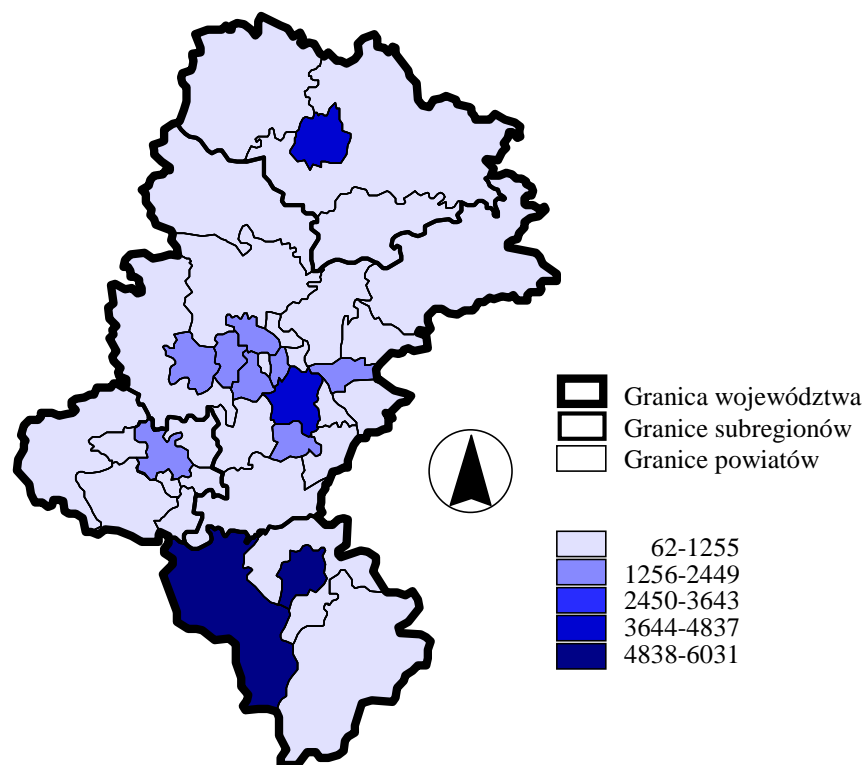 Granica województwa
Granice subregionów
Granice powiatów
62-1255
1256-2449
2450-3643
3644-4837
4838-6031